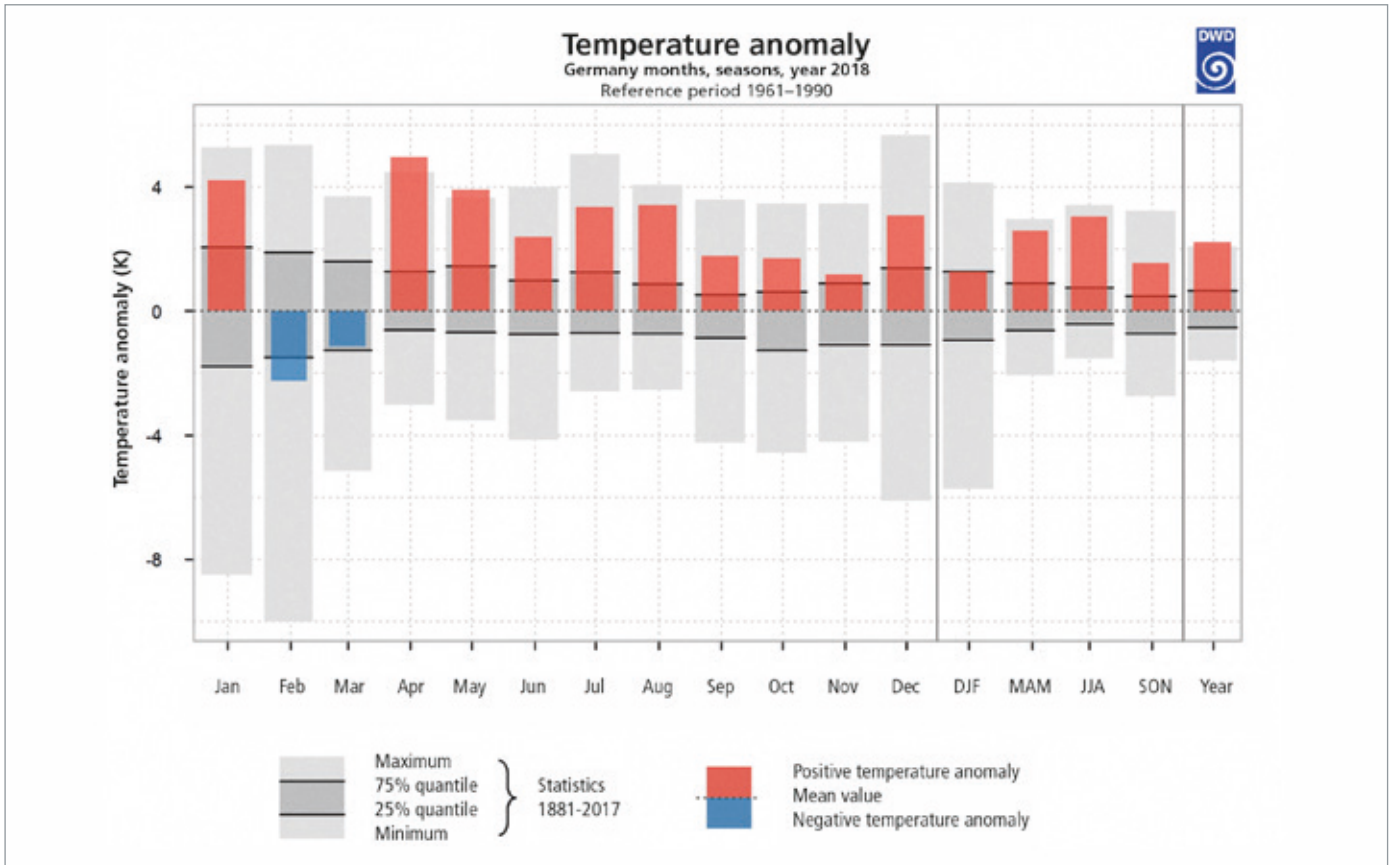 Temperature anomaly
Germany months, seasons, year 2018
Reference period 1961–1990
DWD
Temperature anomaly (K)
4
0
-4
-8
Jan Feb Mar Apr May Jun Jul Aug Sep Oct Nov Dec DJF MAM JJA SON Year
Maximum
75% quantile
25% quantile
Minimum
Statistics
1881-2017
Positive temperature anomaly
Mean value
Negative temperature anomaly